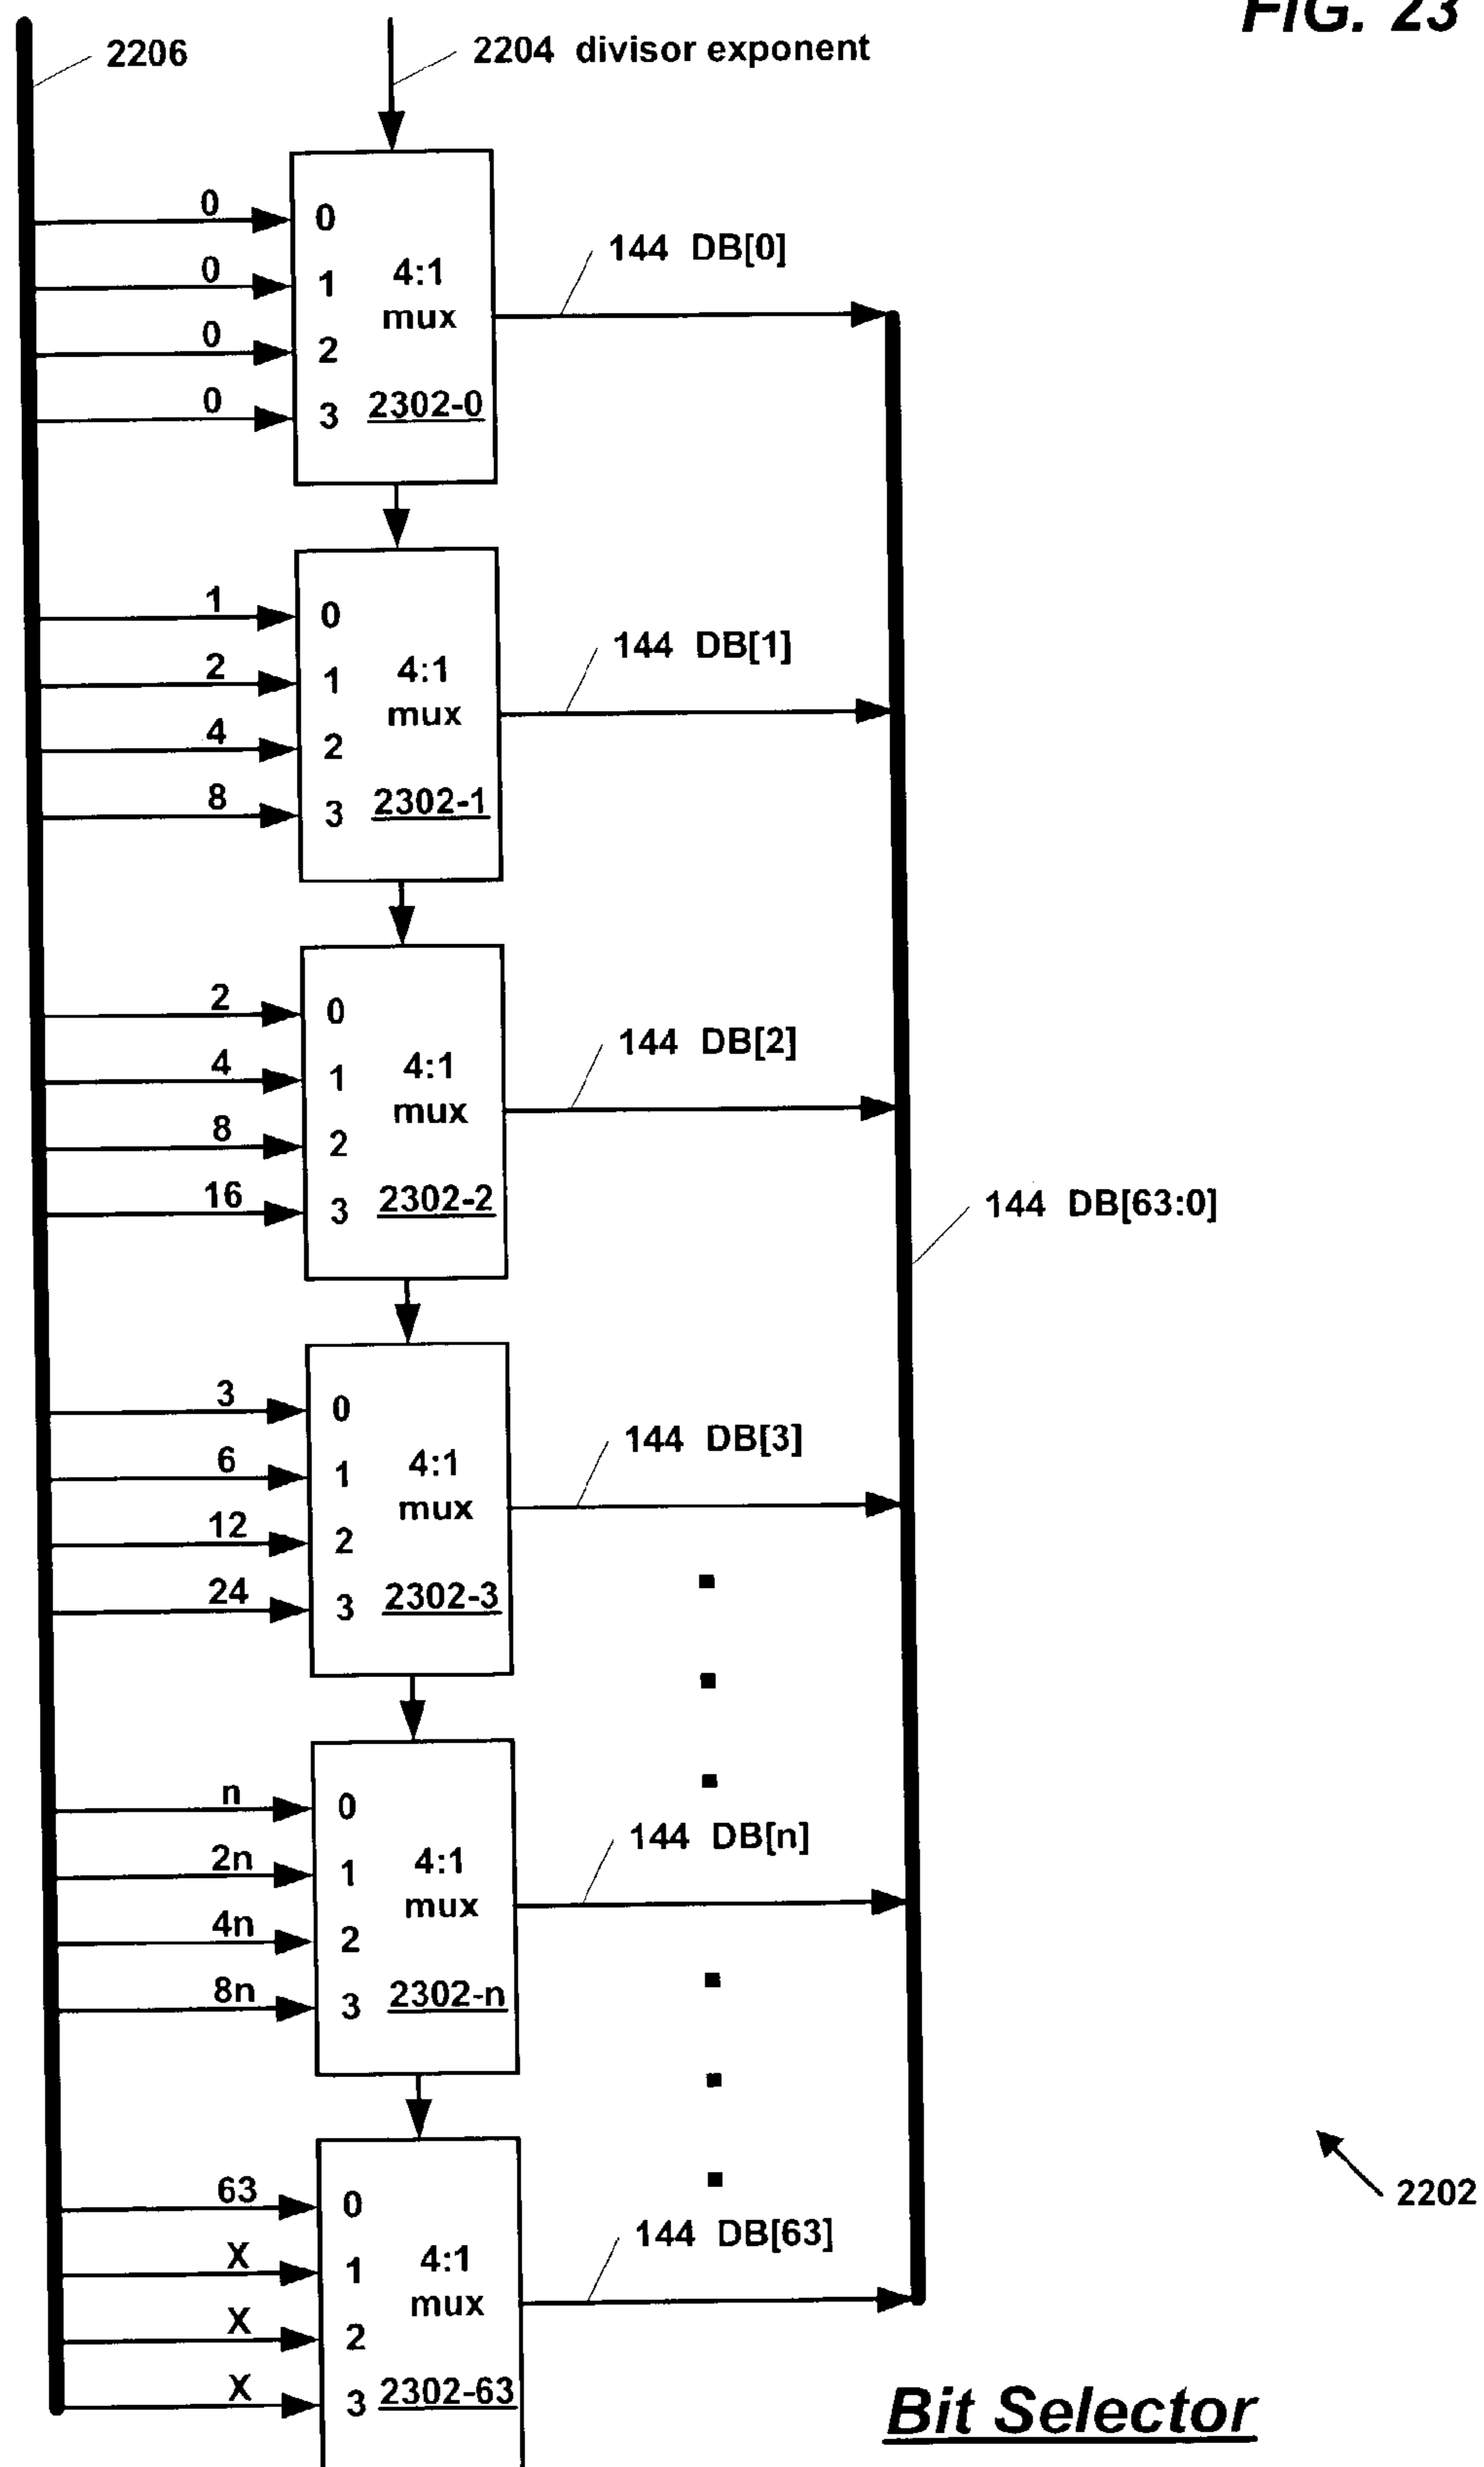 FIG. 23
2206
2204 divisor exponent
0
0
0
0
0
1
2
3
4:1
mux
2302-0
144 DB[0]
1
2
4
8
0
1
2
3
4:1
mux
2302-1
144 DB[1]
2
4
8
16
0
1
2
3
4:1
mux
2302-2
144 DB[2]
144 DB[63:0]
3
6
12
24
0
1
2
3
4:1
mux
2302-3
144 DB[3]
n
2n
4n
8n
0
1
2
3
4:1
mux
2302-n
144 DB[n]
63
X
X
X
0
1
2
3
4:1
mux
2302-63
144 DB[63]
2202
Bit Selector